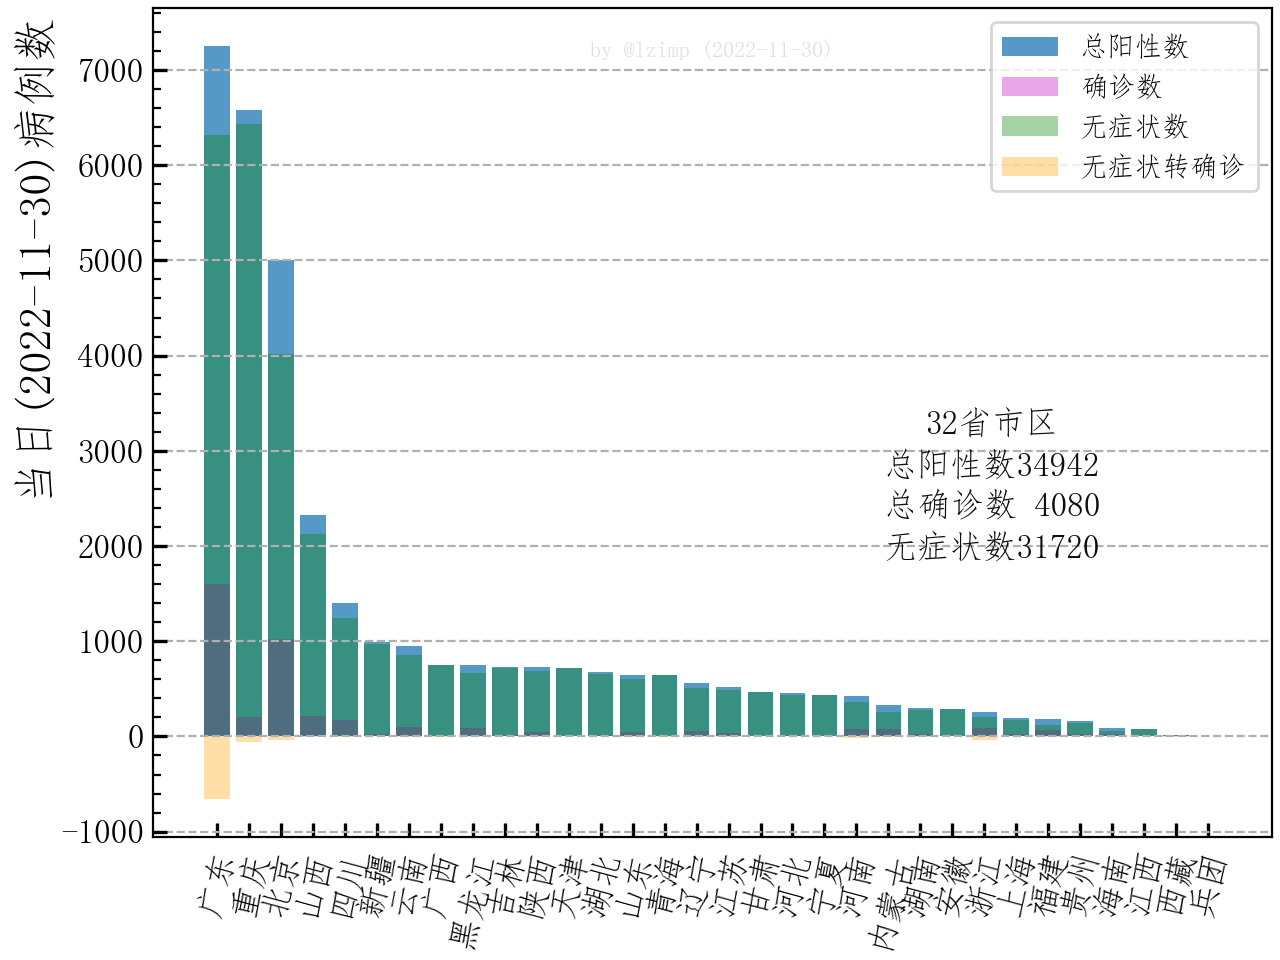 当日(2022-11-30)病例数
by @lzimp (2022-11-30)
总阳性数
确诊数
无症状数
无症状转确诊
7000
6000
5000
4000
3000
2000
1000
0
-1000
32省市区
总阳性数34942
总确诊数 4080
无症状数31720
广东
重庆
北京
山西
四川
新疆
云南
广西
黑龙江
吉林
陕西
天津
湖北
山东
青海
辽宁
江苏
甘肃
河北
宁夏
河南
内蒙古
湖南
安徽
浙江
上海
福建
贵州
海南
江西
西藏
兵团